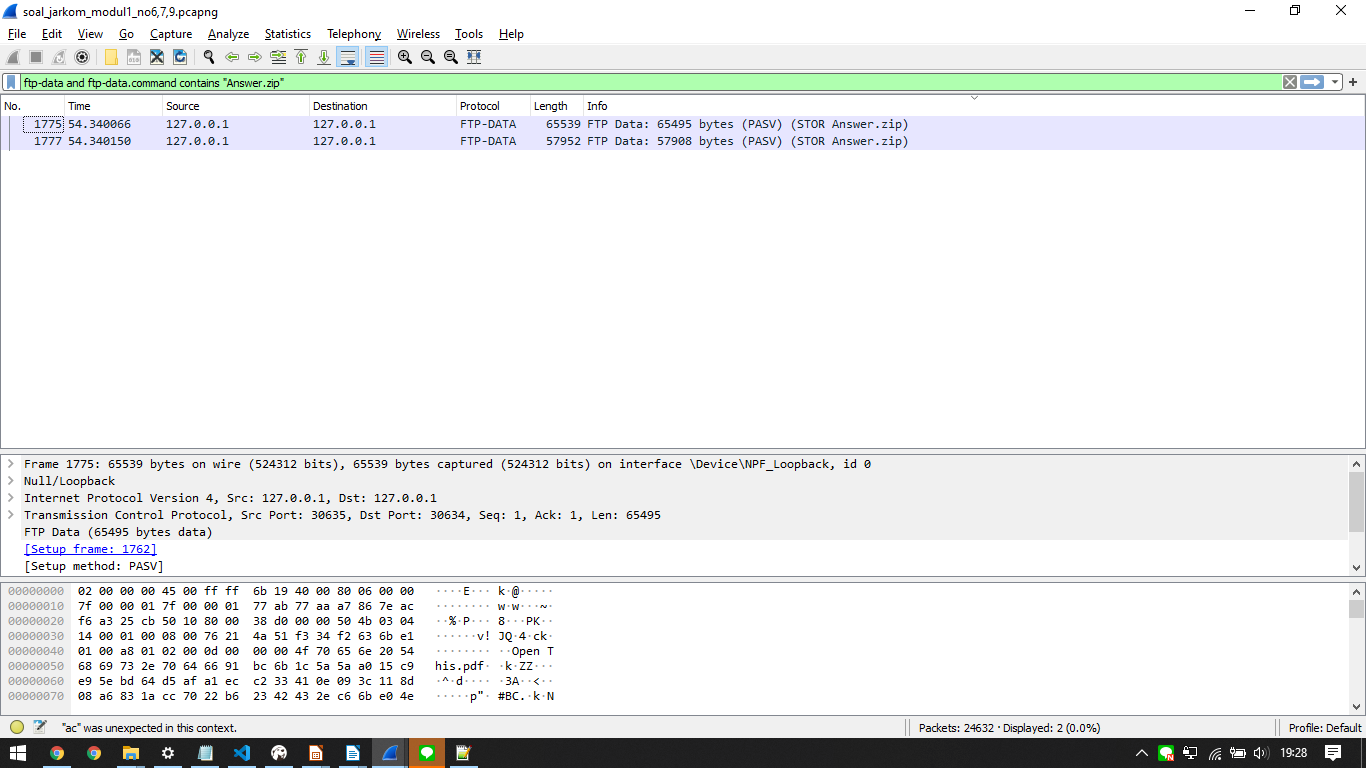 soal_jarkom_modul1_no6,7,9.pcapng
File Edit View Go Capture Analyze Statistics Telephony Wireless Tools Help
ftp-data and ftp-data.command contains "Answer.zip"
No. Time Source Destination Protocol Length Info
1775 54.340066 127.0.0.1 127.0.0.1 FTP-DATA 65539 FTP Data: 65495 bytes (PASV) (STOR Answer.zip)
1777 54.340150 127.0.0.1 127.0.0.1 FTP-DATA 57952 FTP Data: 57908 bytes (PASV) (STOR Answer.zip)
Frame 1775: 65539 bytes on wire (524312 bits), 65539 bytes captured (524312 bits) on interface \Device\NPF_Loopback, id 0
Null/Loopback
Internet Protocol Version 4, Src: 127.0.0.1, Dst: 127.0.0.1
Transmission Control Protocol, Src Port: 30635, Dst Port: 30634, Seq: 1, Ack: 1, Len: 65495
FTP Data (65495 bytes data)
[Setup frame: 1762]
[Setup method: PASV]
00000000 02 00 00 00 45 00 ff ff 6b 19 40 00 80 06 00 00 ····E··· k·@·····
00000010 7f 00 00 01 7f 00 00 01 77 ab 77 aa a7 86 7e ac ········ w·w···~·
00000020 f6 a3 25 cb 50 10 80 00 38 d0 00 00 50 4b 03 04 ··%·P··· 8···PK··
00000030 14 00 01 00 08 00 76 21 4a 51 f3 34 f2 63 6b e1 ······v! JQ·4·ck·
00000040 01 00 a8 01 02 00 0d 00 00 00 4f 70 65 6e 20 54 ········ ··Open T
00000050 68 69 73 2e 70 64 66 91 bc 6b 1c 5a 5a a0 15 c9 his.pdf· ·k·ZZ···
00000060 e9 5e bd 64 d5 af a1 ec c2 33 41 0e 09 3c 11 8d ·^·d···· ·3A··<··
00000070 08 a6 83 1a cc 70 22 b6 23 42 43 2e c6 6b e0 4e ·····p"· #BC.·k·N
"ac" was unexpected in this context.
Packets: 24632 · Displayed: 2 (0.0%)
Profile: Default
19:28